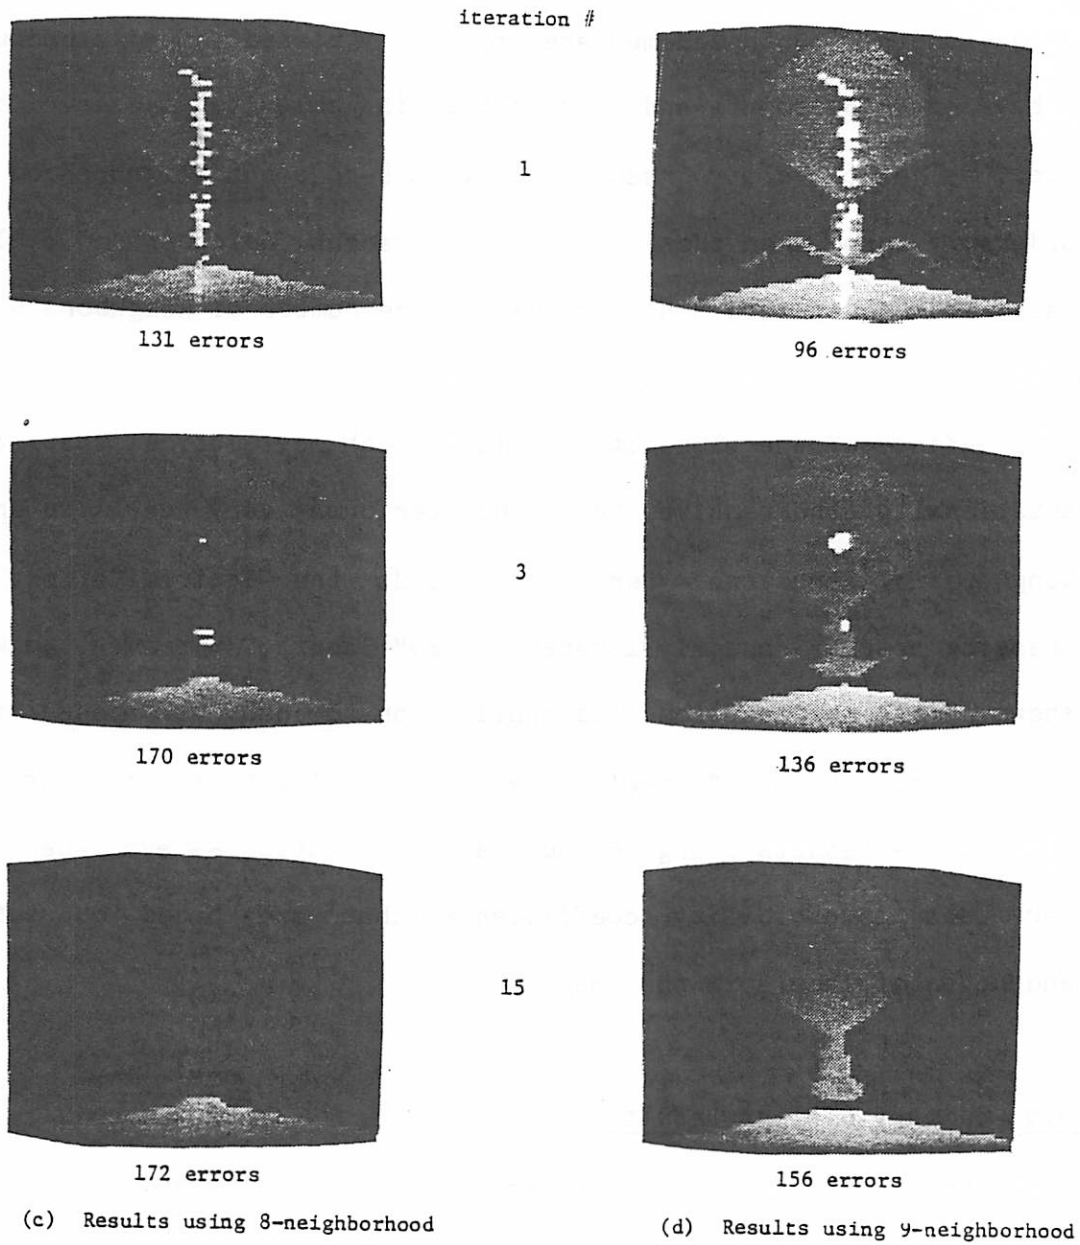 iteration #
1
131 errors
96 errors
3
170 errors
136 errors
15
172 errors
156 errors
(c) Results using 8-neighborhood
(d) Results using 9-neighborhood